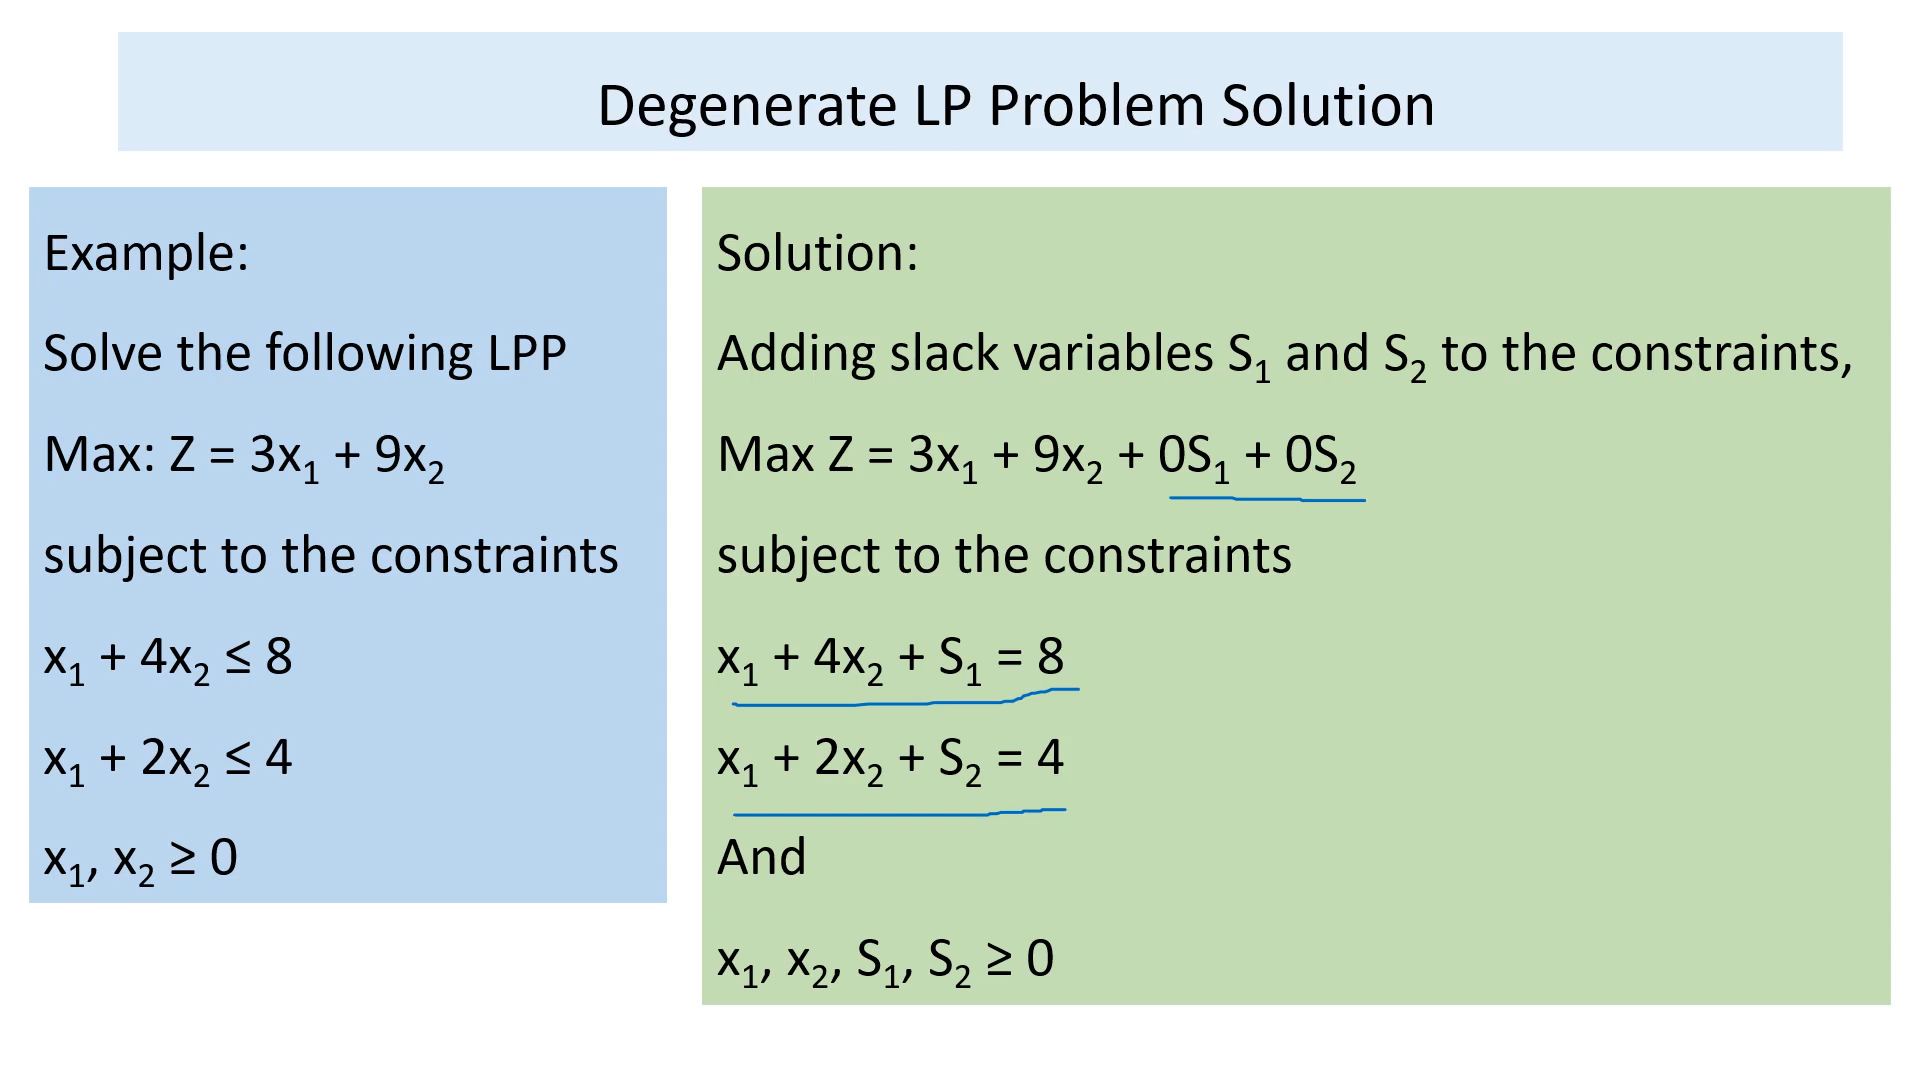 Degenerate LP Problem Solution
Example:
Solve the following LPP
Max: Z = 3x₁ + 9x₂
subject to the constraints
x₁ + 4x₂ ≤ 8
x₁ + 2x₂ ≤ 4
x₁, x₂ ≥ 0
Solution:
Adding slack variables S₁ and S₂ to the constraints,
Max Z = 3x₁ + 9x₂ + 0S₁ + 0S₂
subject to the constraints
x₁ + 4x₂ + S₁ = 8
x₁ + 2x₂ + S₂ = 4
And
x₁, x₂, S₁, S₂ ≥ 0